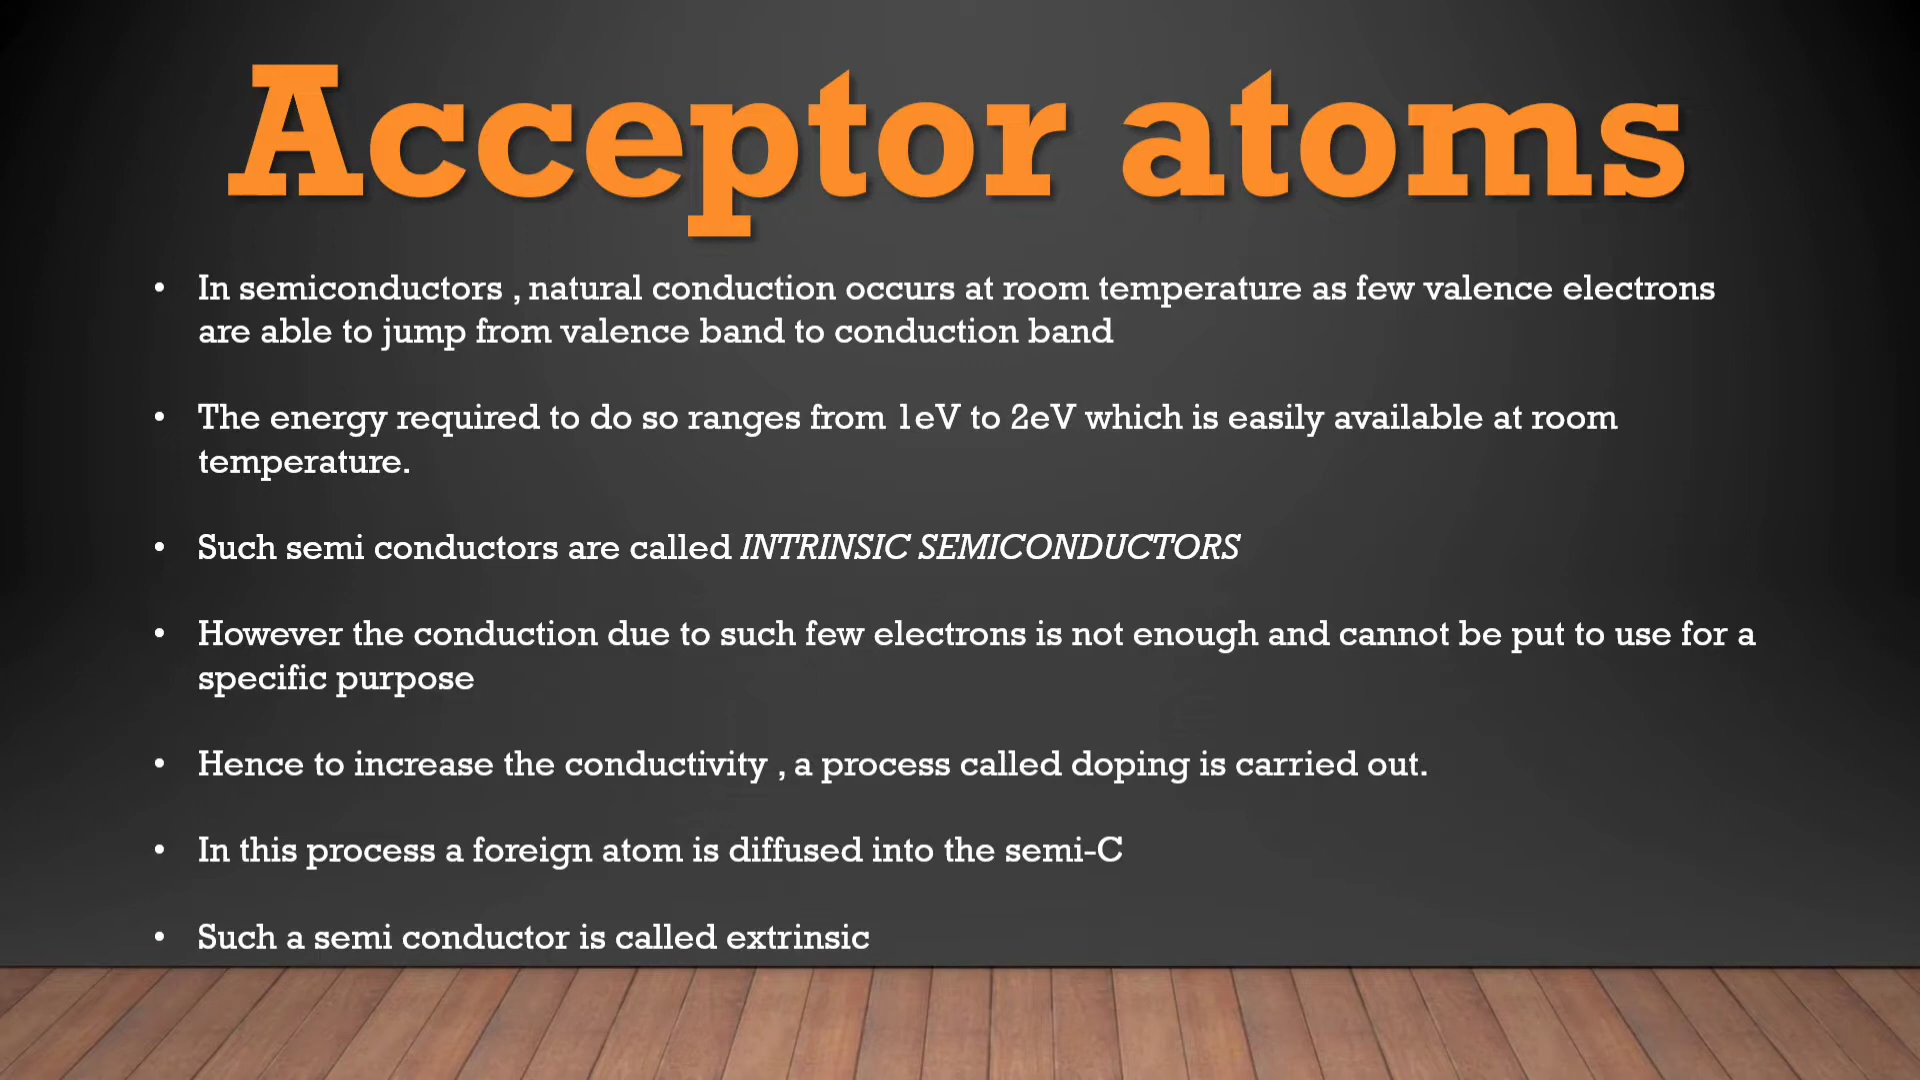 Acceptor atoms
• In semiconductors , natural conduction occurs at room temperature as few valence electrons
are able to jump from valence band to conduction band
• The energy required to do so ranges from 1eV to 2eV which is easily available at room
temperature.
• Such semi conductors are called INTRINSIC SEMICONDUCTORS
• However the conduction due to such few electrons is not enough and cannot be put to use for a
specific purpose
• Hence to increase the conductivity , a process called doping is carried out.
• In this process a foreign atom is diffused into the semi-C
• Such a semi conductor is called extrinsic